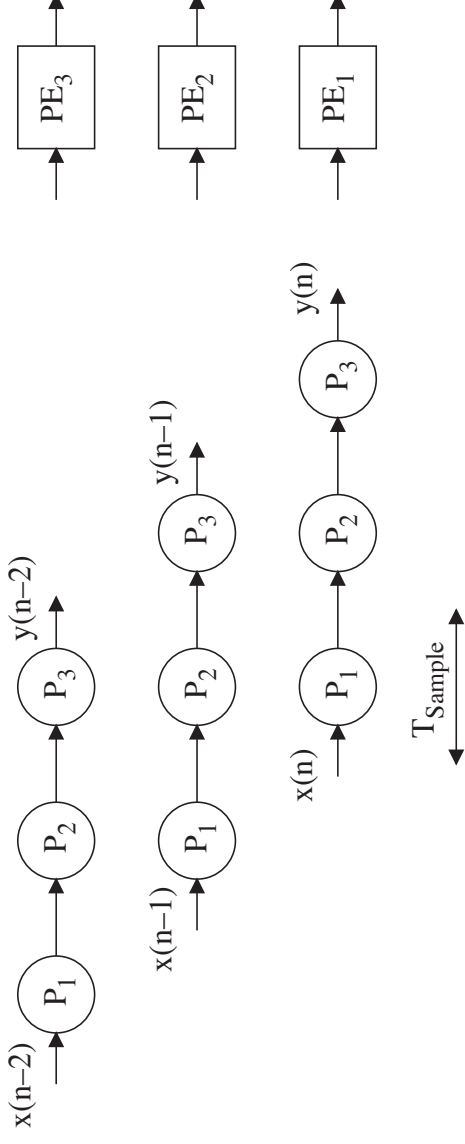 x(n–2)
P1
P2
P3
y(n–2)
PE3
x(n–1)
P1
P2
P3
y(n–1)
PE2
x(n)
P1
P2
P3
y(n)
PE1
TSample